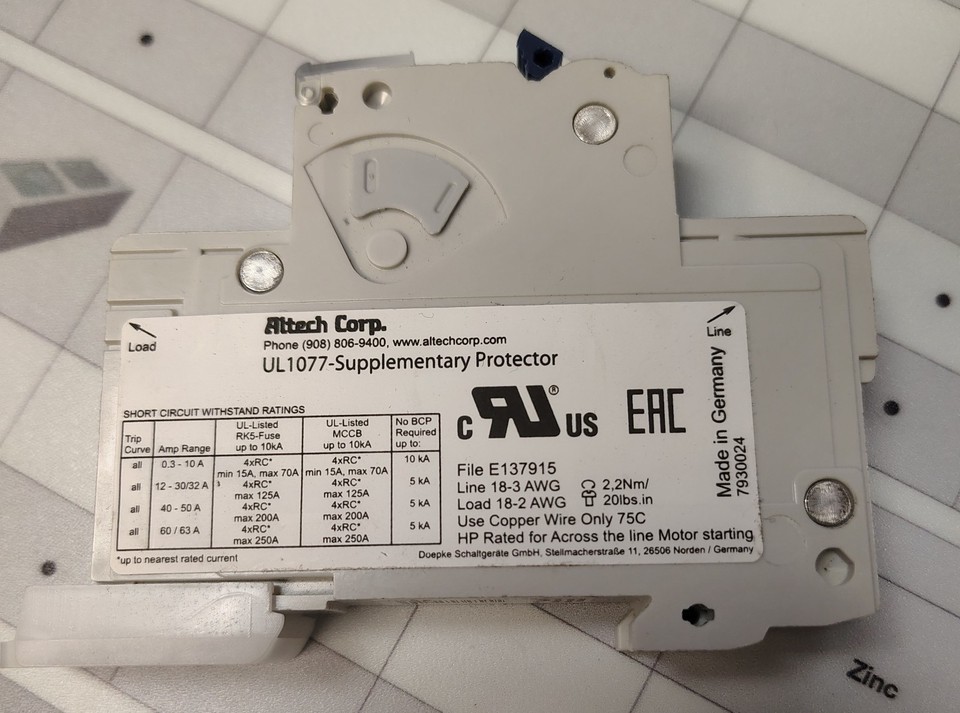 Altech Corp.
Phone (908) 806-9400, www.altechcorp.com
UL1077-Supplementary Protector
Load
Line
SHORT CIRCUIT WITHSTAND RATINGS
Trip Curve Amp Range UL-Listed RK5-Fuse up to 10kA UL-Listed MCCB up to 10kA No BCP Required up to:
all 0.3 - 10 A 4xRC* min 15A, max 70A 4xRC* min 15A, max 70A 10 kA
all 12 - 30/32 A 4xRC* max 125A 4xRC* max 125A 5 kA
all 40 - 50 A 4xRC* max 200A 4xRC* max 200A 5 kA
all 60 / 63 A 4xRC* max 250A 4xRC* max 250A 5 kA
*up to nearest rated current
c RU ® US EAC
File E137915
Line 18-3 AWG 2,2Nm/
Load 18-2 AWG 20lbs.in
Use Copper Wire Only 75C
HP Rated for Across the line Motor starting
Doepke Schaltgeräte GmbH, Stellmacherstraße 11, 26506 Norden / Germany
Made in Germany
7930024
Zinc